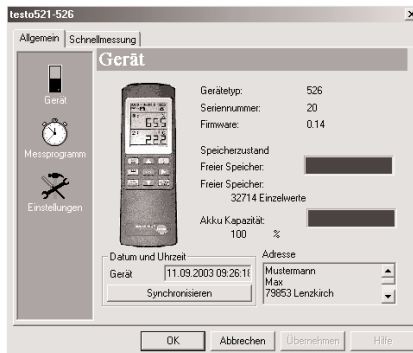 testo521-526
Allgemein Schnellmessung
Gerät
Gerät
Messprogramm
Einstellungen
Gerätetyp: 526
Seriennummer: 20
Firmware: 0.14
Speicherzustand
Freier Speicher:
Freier Speicher:
32714 Einzelwerte
Akku Kapazität:
100 %
Datum und Uhrzeit
Gerät 11.09.2003 09:26:1
Synchronisieren
Adresse
Mustermann
Max
79853 Lenzkirch
OK Abbrechen Übernehmen Hilfe